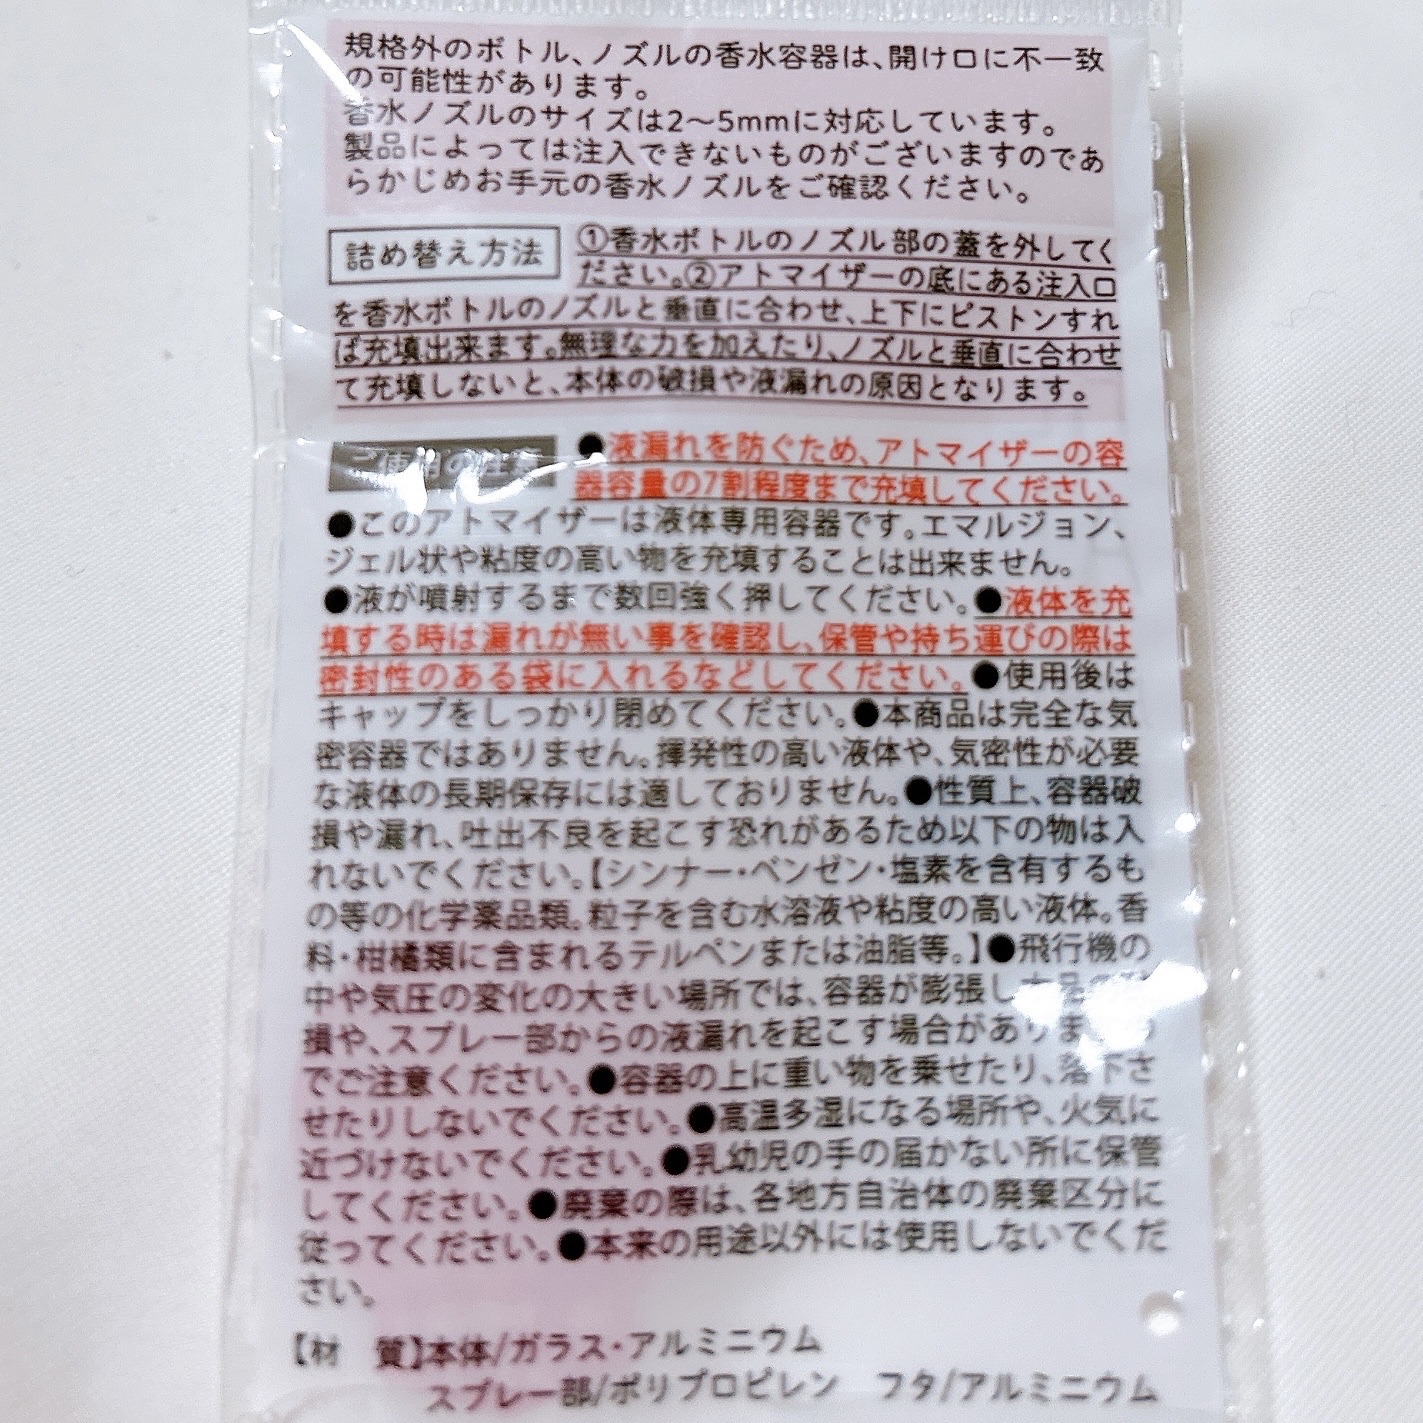 規格外のボトル、ノズルの香水容器は、開け口に不一致
の可能性があります。
香水ノズルのサイズは2〜5mmに対応しています。
製品によっては注入できないものがございますのであ
らかじめお手元の香水ノズルをご確認ください。
詰め替え方法
①香水ボトルのノズル部の蓋を外してく
ださい。②アトマイザーの底にある注入口
を香水ボトルのノズルと垂直に合わせ、上下にピストンすれ
ば充填出来ます。無理な力を加えたり、ノズルと垂直に合わせ
て充填しないと、本体の破損や液漏れの原因となります。
ご使用の注意
●液漏れを防ぐため、アトマイザーの容
器容量の7割程度まで充填してください。
●このアトマイザーは液体専用容器です。エマルジョン、
ジェル状や粘度の高い物を充填することは出来ません。
●液が噴射するまで数回強く押してください。●液体を充
填する時は漏れが無い事を確認し、保管や持ち運びの際は
密封性のある袋に入れるなどしてください。●使用後は
キャップをしっかり閉めてください。●本商品は完全な気
密容器ではありません。揮発性の高い液体や、気密性が必要
な液体の長期保存には適しておりません。●性質上、容器破
損や漏れ、吐出不良を起こす恐れがあるため以下の物は入
れないでください。【シンナー・ベンゼン・塩素を含有するも
の等の化学薬品類。粒子を含む水溶液や粘度の高い液体。香
料・柑橘類に含まれるテルペンまたは油脂等。】●飛行機の
中や気圧の変化の大きい場所では、容器が膨張し
損や、スプレー部からの液漏れを起こす場合があり
でご注意ください。●容器の上に重い物を乗せたり、落下さ
せたりしないでください。●高温多湿になる場所や、火気に
近づけないでください。●乳幼児の手の届かない所に保管
してください。●廃棄の際は、各地方自治体の廃棄区分に
従ってください。●本来の用途以外には使用しないでくだ
さい。
【材　質】本体/ガラス・アルミニウム
スプレー部/ポリプロピレン　フタ/アルミニウム